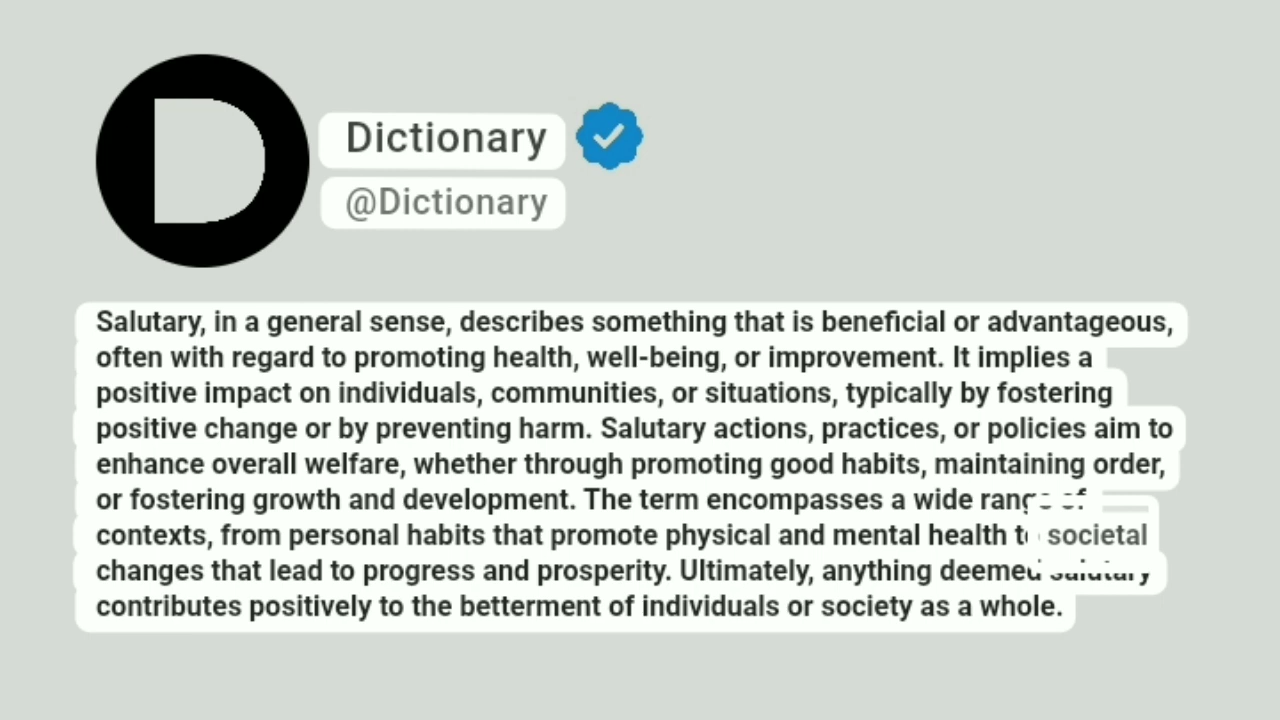 D
Dictionary
@Dictionary
Salutary, in a general sense, describes something that is beneficial or advantageous,
often with regard to promoting health, well-being, or improvement. It implies a
positive impact on individuals, communities, or situations, typically by fostering
positive change or by preventing harm. Salutary actions, practices, or policies aim to
enhance overall welfare, whether through promoting good habits, maintaining order,
or fostering growth and development. The term encompasses a wide range of
contexts, from personal habits that promote physical and mental health to societal
changes that lead to progress and prosperity. Ultimately, anything deemed salutary
contributes positively to the betterment of individuals or society as a whole.